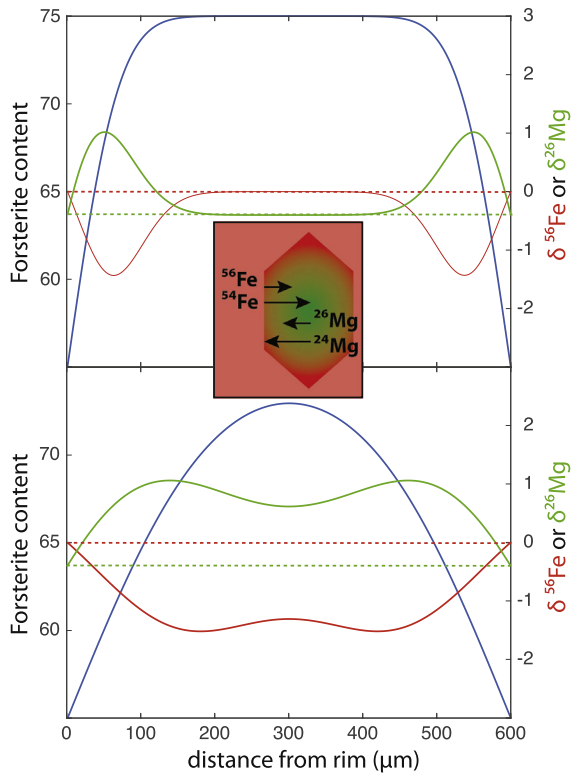 75
70
65
60
Forsterite content
3
2
1
0
-1
-2
δ ⁵⁶Fe or δ²⁶Mg
⁵⁶Fe
⁵⁴Fe
²⁶Mg
²⁴Mg
70
65
60
Forsterite content
2
1
0
-1
-2
δ ⁵⁶Fe or δ²⁶Mg
0 100 200 300 400 500 600
distance from rim (μm)